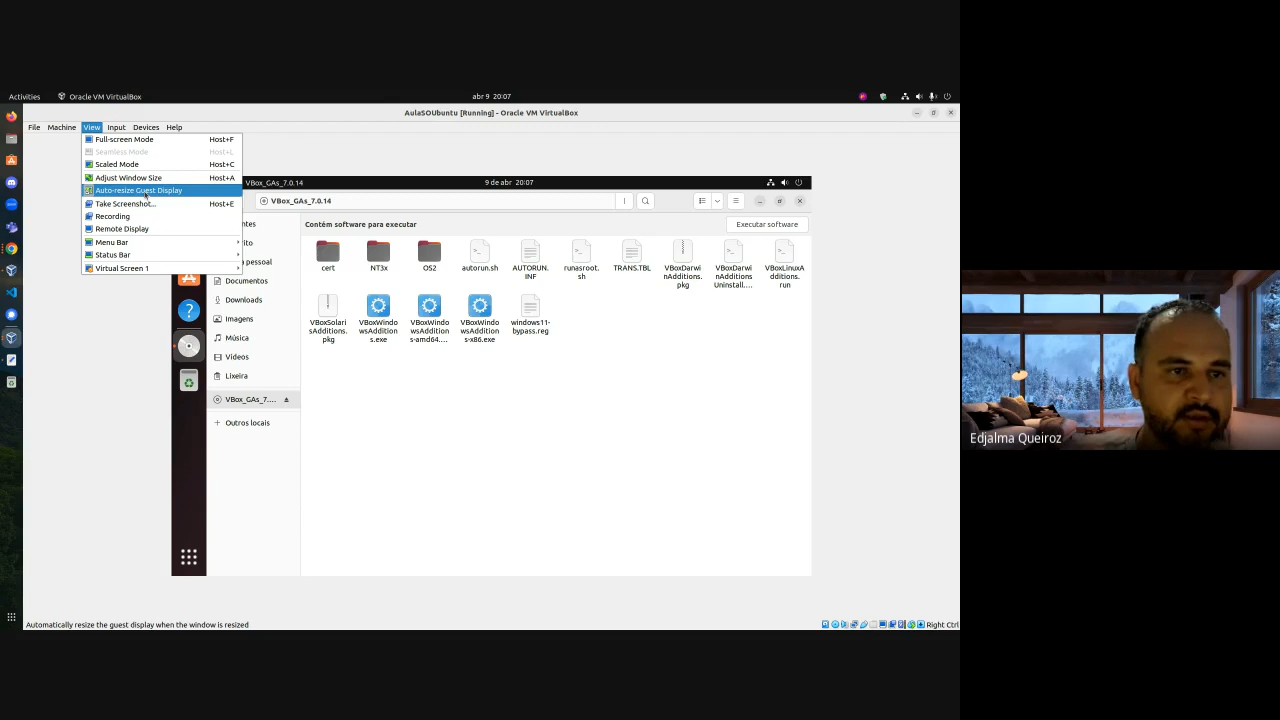 Activities
Oracle VM VirtualBox
abr 9 20:07
AulaSOUbuntu [Running] - Oracle VM VirtualBox
File Machine View Input Devices Help
Full-screen Mode Host+F
Seamless Mode Host+L
Scaled Mode Host+C
Adjust Window Size Host+A
Auto-resize Guest Display
Take Screenshot... Host+E
Recording
Remote Display
Menu Bar
Status Bar
Virtual Screen 1
VBox_GAs_7.0.14
9 de abr 20:07
VBox_GAs_7.0.14
Contém software para executar
Executar software
Documentos
Downloads
Imagens
Música
Vídeos
Lixeira
VBox_GAs_7....
Outros locais
cert
NT3x
OS2
autorun.sh
AUTORUN.
INF
runasroot.
sh
TRANS.TBL
VBoxDarwi
nAdditions.
pkg
VBoxDarwi
nAdditions
Uninstall....
VBoxLinuxA
dditions.
run
VBoxSolari
sAdditions.
pkg
VBoxWindo
wsAddition
s.exe
VBoxWindo
wsAddition
s-amd64....
VBoxWindo
wsAddition
s-x86.exe
windows11-
bypass.reg
Automatically resize the guest display when the window is resized
Right Ctrl
Edjalma Queiroz